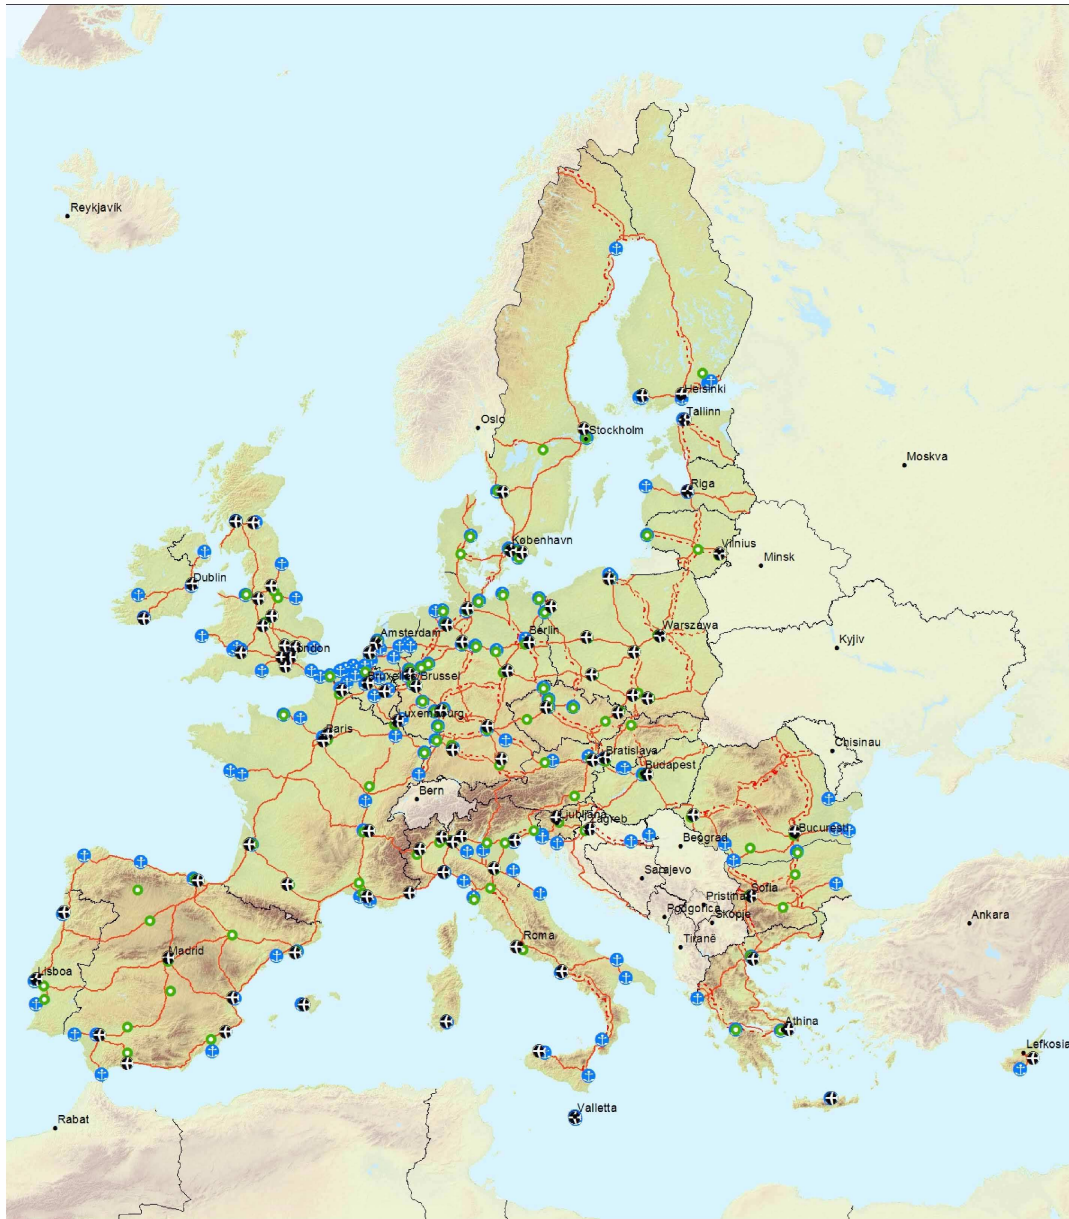 Reykjavík
Oslo
Helsinki
Tallinn
Stockholm
Moskva
Riga
København
Vilnius
Minsk
Dublin
Amsterdam
Berlin
Warszawa
Kyjiv
London
Bruxelles/Brussel
Luxembourg
Paris
Chisinau
Bratislava
Budapest
Bern
Ljubljana
Zagreb
Bucuresti
Beograd
Sarajevo
Sofia
Pristina
Podgorica
Skopje
Ankara
Roma
Tiranë
Madrid
Lisboa
Athina
Lefkosia
Valletta
Rabat